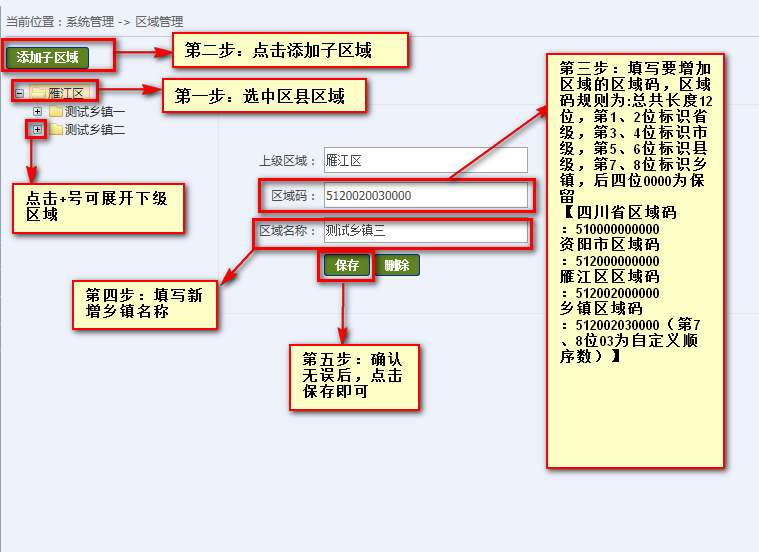 当前位置：系统管理 -> 区域管理
添加子区域
第二步：点击添加子区域
雁江区
第一步：选中区县区域
测试乡镇一
测试乡镇二
点击+号可展开下级
区域
上级区域：
雁江区
区域码：
5120020030000
区域名称：
测试乡镇三
保存
删除
第三步：填写要增加
区域的区域码，区域
码规则为:总共长度12
位，第1、2位标识省
级，第3、4位标识市
级，第5、6位标识县
级，第7、8位标识乡
镇，后四位0000为保
留
【四川省区域码
：510000000000
资阳市区域码
：512000000000
雁江区区域码
：512002000000
乡镇区域码
：512002030000（第7
、8位03为自定义顺
序数）】
第四步：填写新
增乡镇名称
第五步：确认
无误后，点击
保存即可